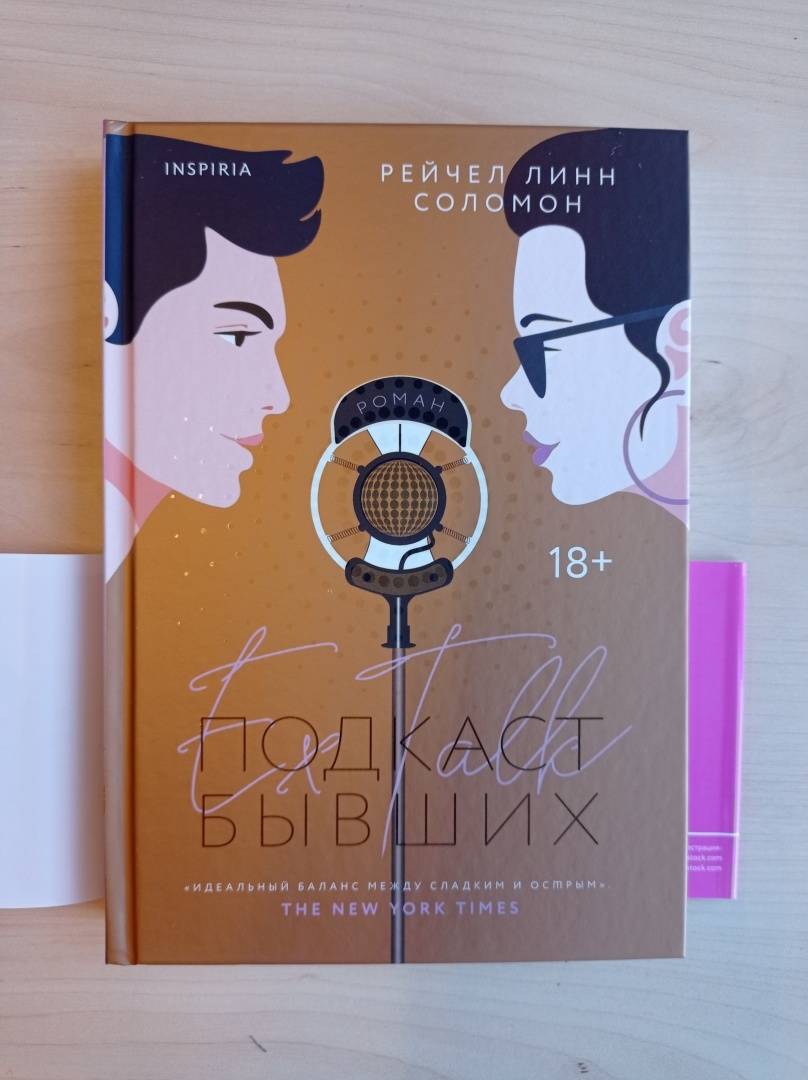 INSPIRIA
РЕЙЧЕЛ ЛИНН
СОЛОМОН
РОМАН
18+
Ex Talk
ПОДКАСТ
БЫВШИХ
«ИДЕАЛЬНЫЙ БАЛАНС МЕЖДУ СЛАДКИМ И ОСТРЫМ».
THE NEW YORK TIMES